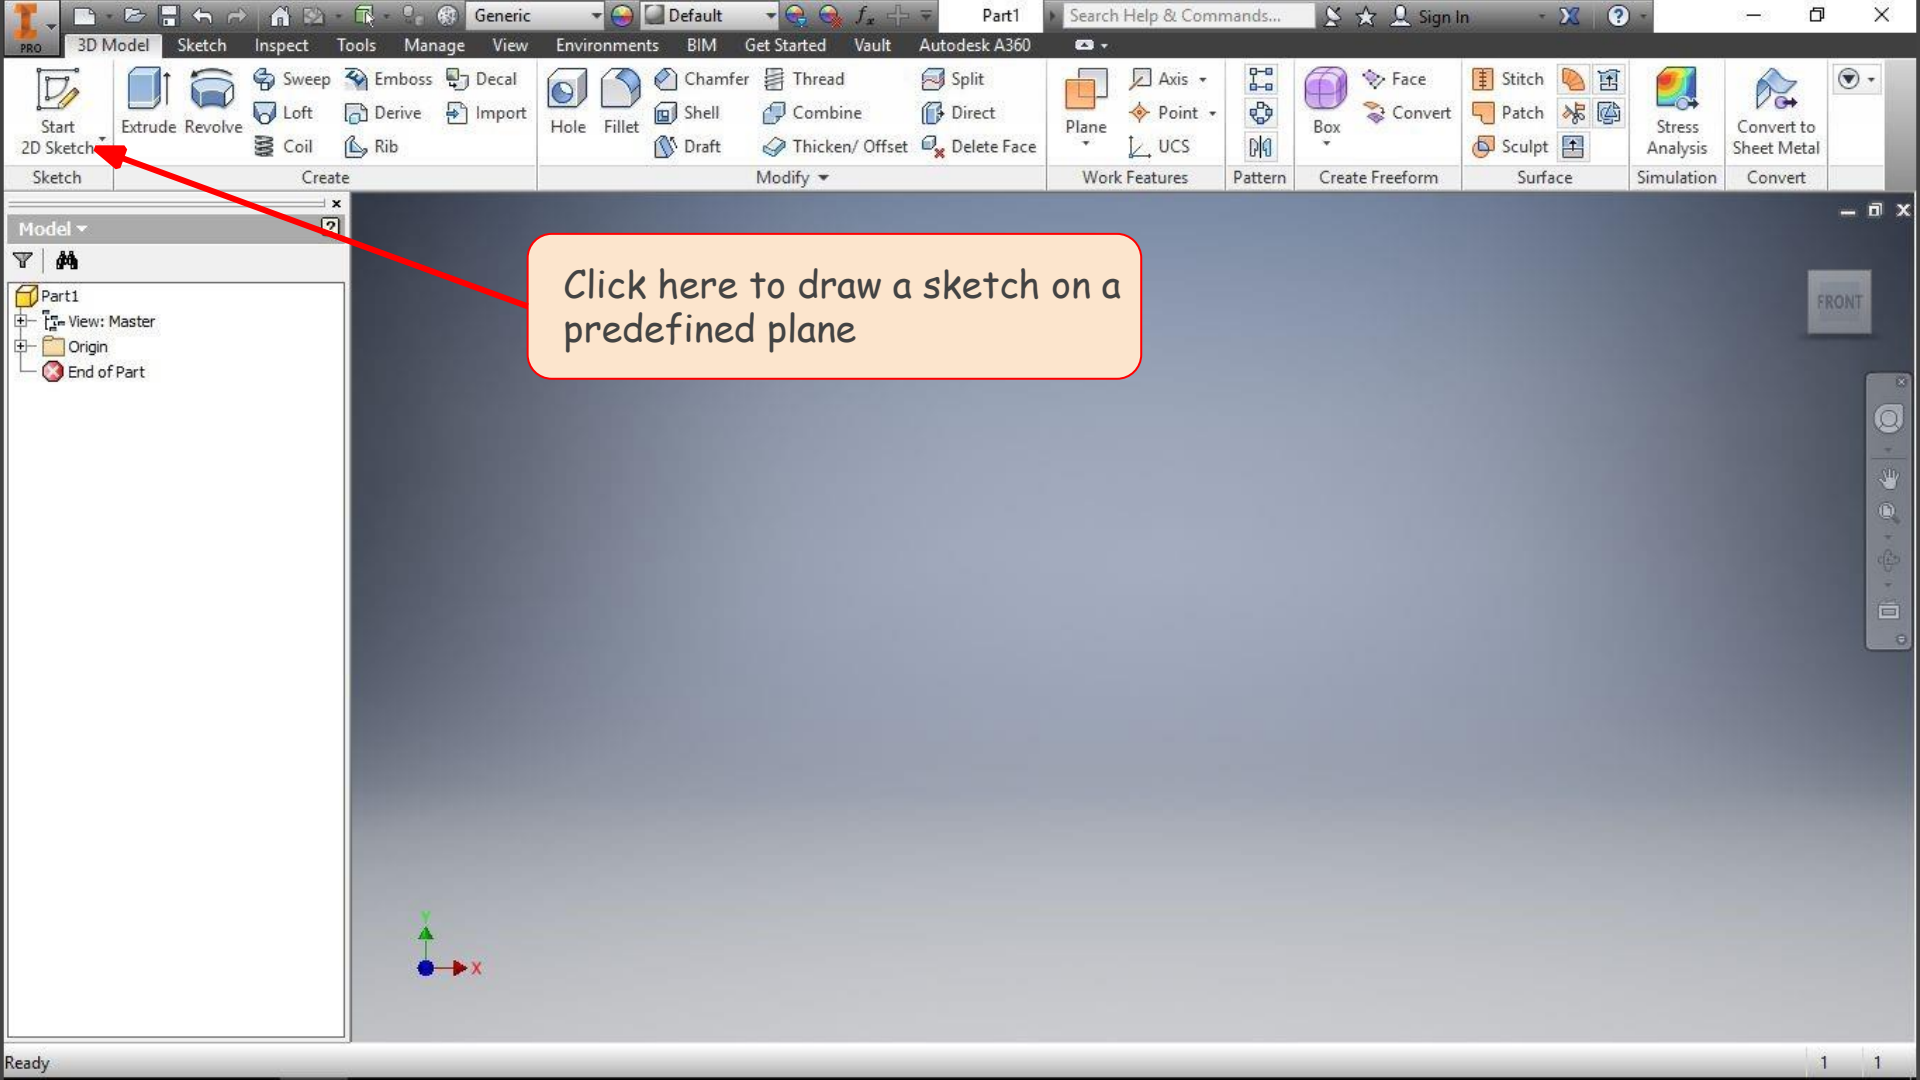 Generic Default fx Part1 Search Help & Commands... Sign In
PRO 3D Model Sketch Inspect Tools Manage View Environments BIM Get Started Vault Autodesk A360
Start
2D Sketch
Extrude Revolve
Sweep Emboss Decal
Loft Derive Import
Coil Rib
Hole Fillet
Chamfer Thread Split
Shell Combine Direct
Draft Thicken/ Offset Delete Face
Plane
Axis
Point
UCS
Box
Face
Convert
Stitch
Patch
Sculpt
Stress
Analysis
Convert to
Sheet Metal
Sketch Create Modify Work Features Pattern Create Freeform Surface Simulation Convert
Model
Part1
View: Master
Origin
End of Part
Click here to draw a sketch on a
predefined plane
FRONT
Y
X
Ready 1 1